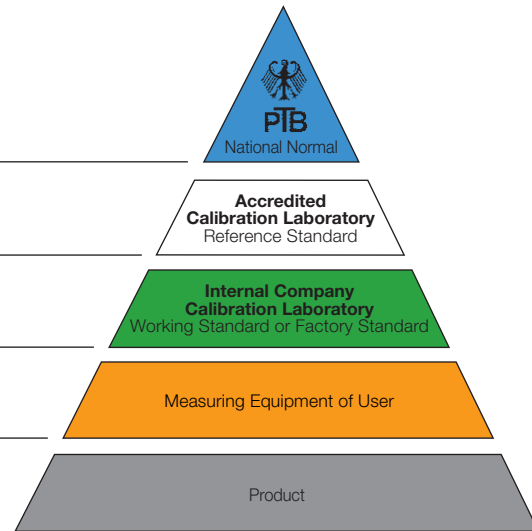 PTB
National Normal
Accredited
Calibration Laboratory
Reference Standard
Internal Company
Calibration Laboratory
Working Standard or Factory Standard
Measuring Equipment of User
Product